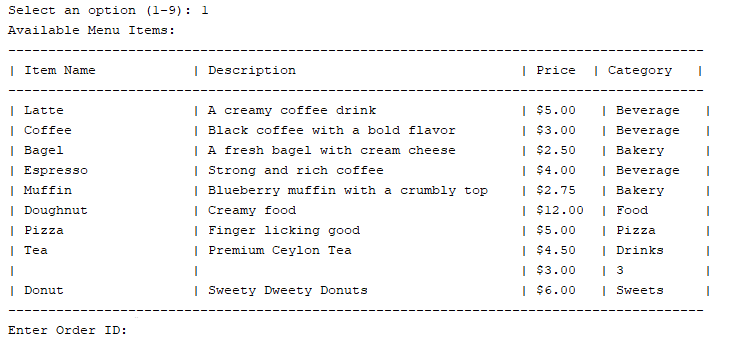 Select an option (1-9): 1
Available Menu Items:
---------------------------------------------------------------------------------------
| Item Name            | Description                            | Price  | Category   |
---------------------------------------------------------------------------------------
| Latte                | A creamy coffee drink                  | $5.00   | Beverage   |
| Coffee               | Black coffee with a bold flavor        | $3.00   | Beverage   |
| Bagel                | A fresh bagel with cream cheese        | $2.50   | Bakery     |
| Espresso             | Strong and rich coffee                 | $4.00   | Beverage   |
| Muffin               | Blueberry muffin with a crumbly top    | $2.75   | Bakery     |
| Doughnut             | Creamy food                            | $12.00  | Food       |
| Pizza                | Finger licking good                    | $5.00   | Pizza      |
| Tea                  | Premium Ceylon Tea                     | $4.50   | Drinks     |
|                      |                                        | $3.00   | 3          |
| Donut                | Sweety Dweety Donuts                   | $6.00   | Sweets     |
---------------------------------------------------------------------------------------
Enter Order ID: